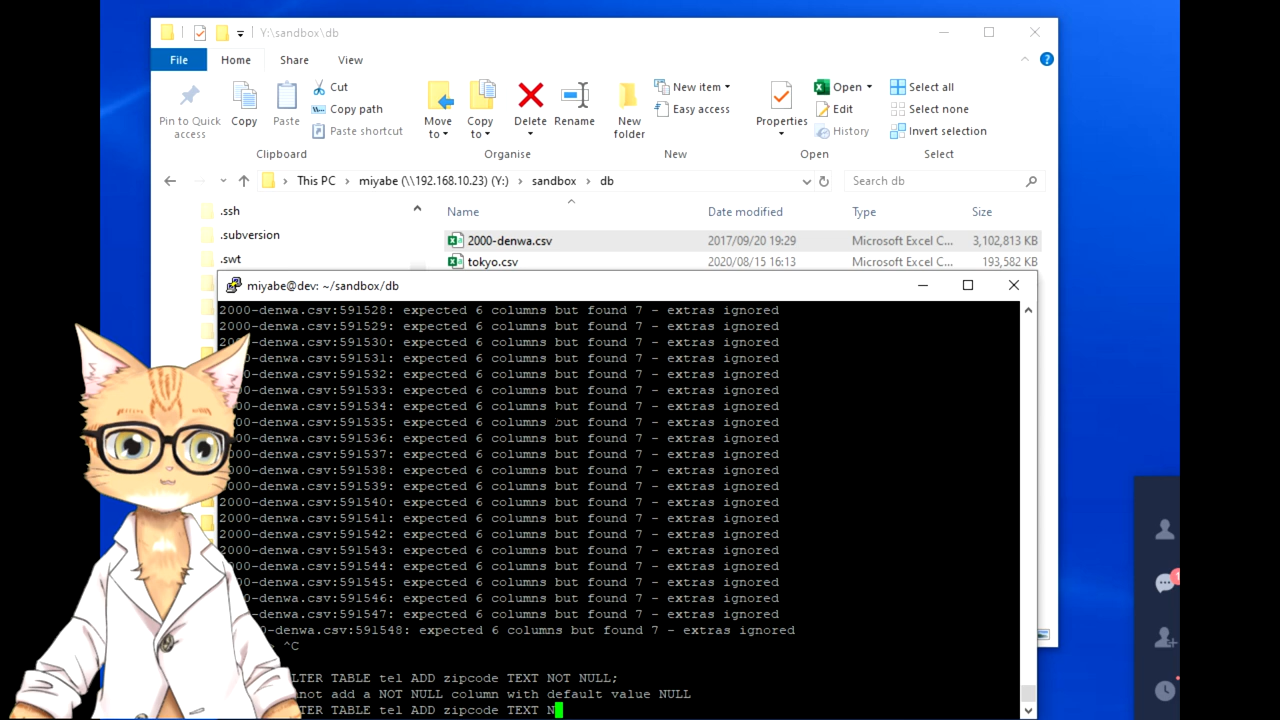 Y:\sandbox\db
File Home Share View
Pin to Quick access
Copy
Paste
Cut
Copy path
Paste shortcut
Move to
Copy to
Delete
Rename
New folder
New item
Easy access
Properties
Open
Edit
History
Select all
Select none
Invert selection
Clipboard Organise New Open Select
This PC miyabe (\\192.168.10.23) (Y:) sandbox db
Search db
.ssh
.subversion
.swt
Name Date modified Type Size
2000-denwa.csv 2017/09/20 19:29 Microsoft Excel C... 3,102,813 KB
tokyo.csv 2020/08/15 16:13 Microsoft Excel C... 193,582 KB
miyabe@dev: ~/sandbox/db
2000-denwa.csv:591528: expected 6 columns but found 7 - extras ignored
2000-denwa.csv:591529: expected 6 columns but found 7 - extras ignored
-denwa.csv:591530: expected 6 columns but found 7 - extras ignored
-denwa.csv:591531: expected 6 columns but found 7 - extras ignored
-denwa.csv:591532: expected 6 columns but found 7 - extras ignored
-denwa.csv:591533: expected 6 columns but found 7 - extras ignored
-denwa.csv:591534: expected 6 columns but found 7 - extras ignored
-denwa.csv:591535: expected 6 columns but found 7 - extras ignored
-denwa.csv:591536: expected 6 columns but found 7 - extras ignored
-denwa.csv:591537: expected 6 columns but found 7 - extras ignored
-denwa.csv:591538: expected 6 columns but found 7 - extras ignored
-denwa.csv:591539: expected 6 columns but found 7 - extras ignored
-denwa.csv:591540: expected 6 columns but found 7 - extras ignored
2000-denwa.csv:591541: expected 6 columns but found 7 - extras ignored
2000-denwa.csv:591542: expected 6 columns but found 7 - extras ignored
2000-denwa.csv:591543: expected 6 columns but found 7 - extras ignored
-denwa.csv:591544: expected 6 columns but found 7 - extras ignored
-denwa.csv:591545: expected 6 columns but found 7 - extras ignored
-denwa.csv:591546: expected 6 columns but found 7 - extras ignored
-denwa.csv:591547: expected 6 columns but found 7 - extras ignored
-denwa.csv:591548: expected 6 columns but found 7 - extras ignored
> ^C
LTER TABLE tel ADD zipcode TEXT NOT NULL;
not add a NOT NULL column with default value NULL
TER TABLE tel ADD zipcode TEXT N